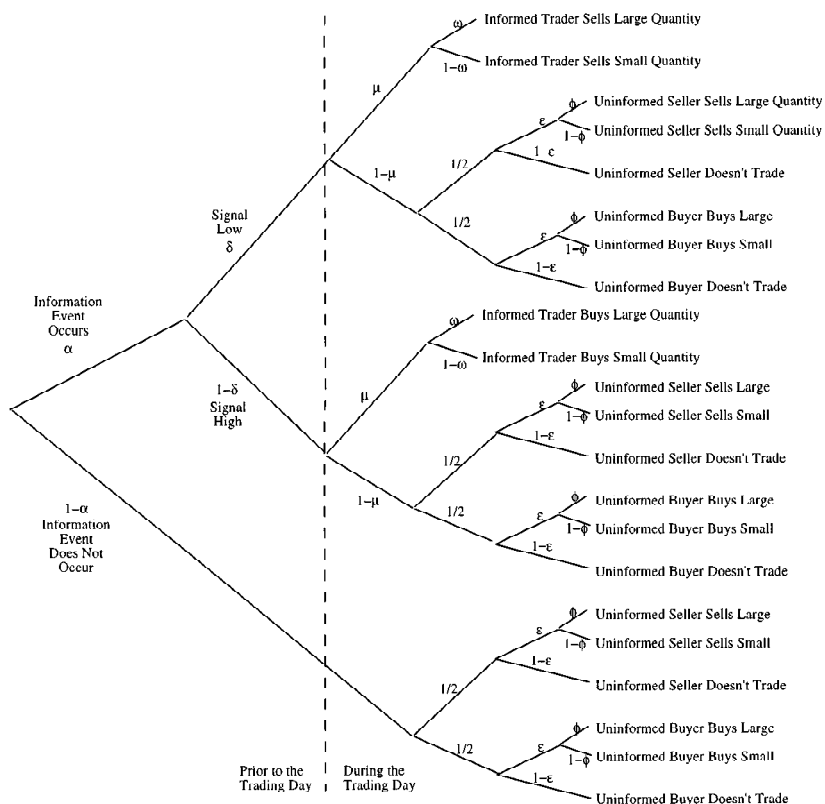 ω
Informed Trader Sells Large Quantity
1−ω
Informed Trader Sells Small Quantity
μ
ϕ
Uninformed Seller Sells Large Quantity
ε
1−ϕ
Uninformed Seller Sells Small Quantity
1/2
1−ε
Uninformed Seller Doesn't Trade
1−μ
Signal
Low
δ
1/2
ϕ
Uninformed Buyer Buys Large
ε
1−ϕ
Uninformed Buyer Buys Small
1−ε
Uninformed Buyer Doesn't Trade
Information
Event
Occurs
α
ω
Informed Trader Buys Large Quantity
1−ω
Informed Trader Buys Small Quantity
1−δ
Signal
High
μ
ϕ
Uninformed Seller Sells Large
ε
1−ϕ
Uninformed Seller Sells Small
1/2
1−ε
Uninformed Seller Doesn't Trade
1−μ
1/2
ϕ
Uninformed Buyer Buys Large
ε
1−ϕ
Uninformed Buyer Buys Small
1−ε
Uninformed Buyer Doesn't Trade
1−α
Information
Event
Does Not
Occur
ϕ
Uninformed Seller Sells Large
ε
1−ϕ
Uninformed Seller Sells Small
1/2
1−ε
Uninformed Seller Doesn't Trade
1/2
ϕ
Uninformed Buyer Buys Large
ε
1−ϕ
Uninformed Buyer Buys Small
1−ε
Uninformed Buyer Doesn't Trade
Prior to the
Trading Day
During the
Trading Day